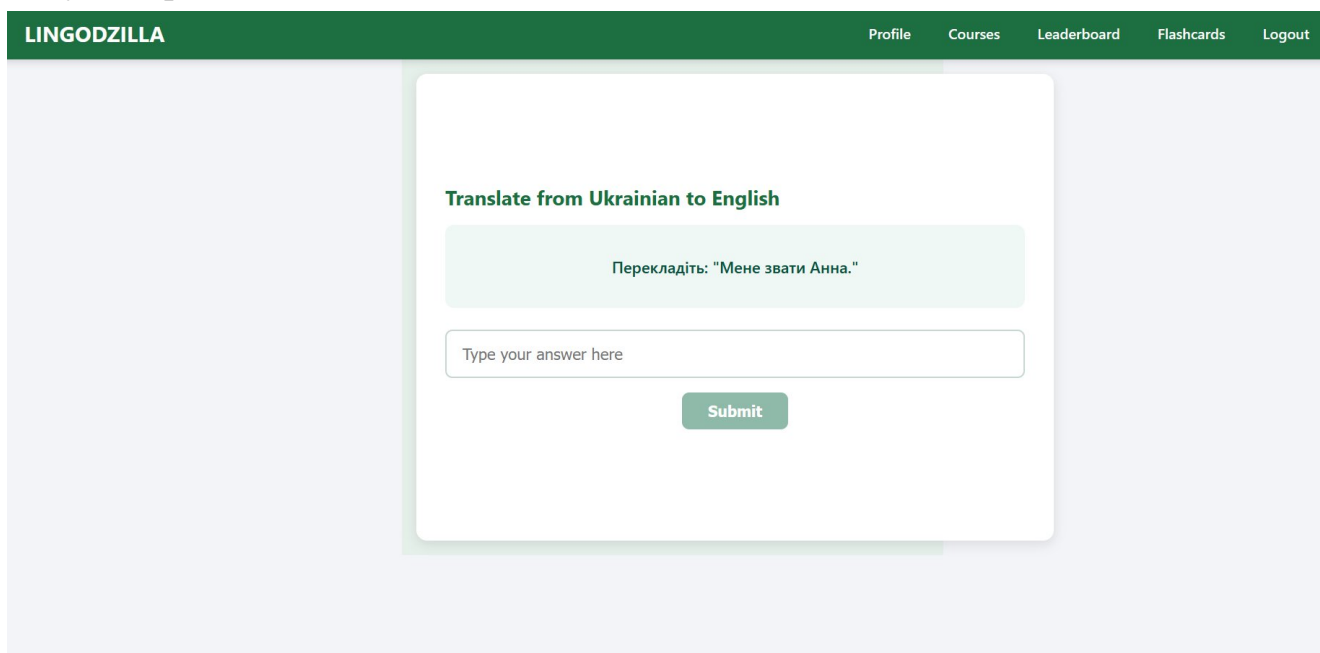 LINGODZILLA Profile Courses Leaderboard Flashcards Logout
Translate from Ukrainian to English
Перекладіть: "Мене звати Анна."
Type your answer here
Submit